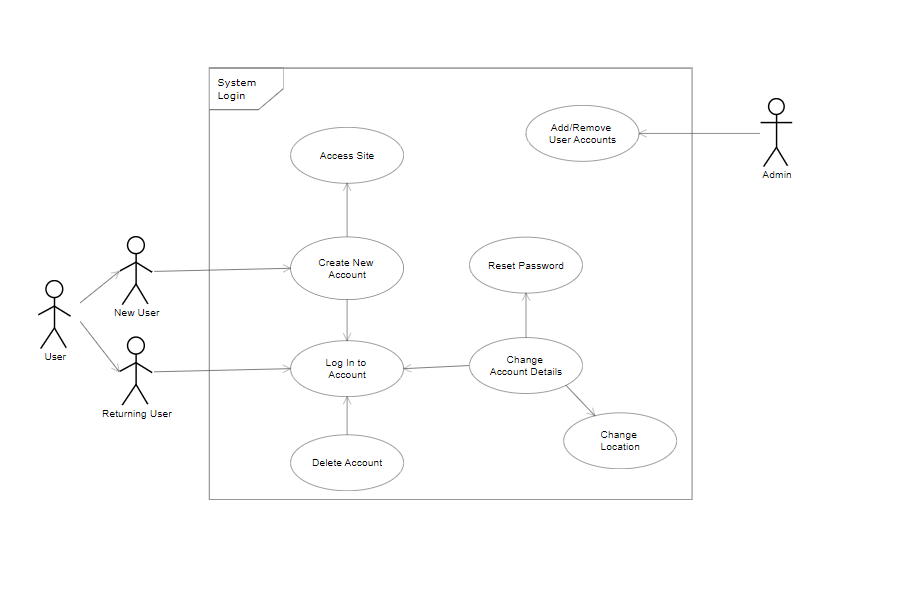 System
Login
Add/Remove
User Accounts
Access Site
Admin
Create New
Account
Reset Password
New User
User
Log In to
Account
Change
Account Details
Returning User
Change
Location
Delete Account